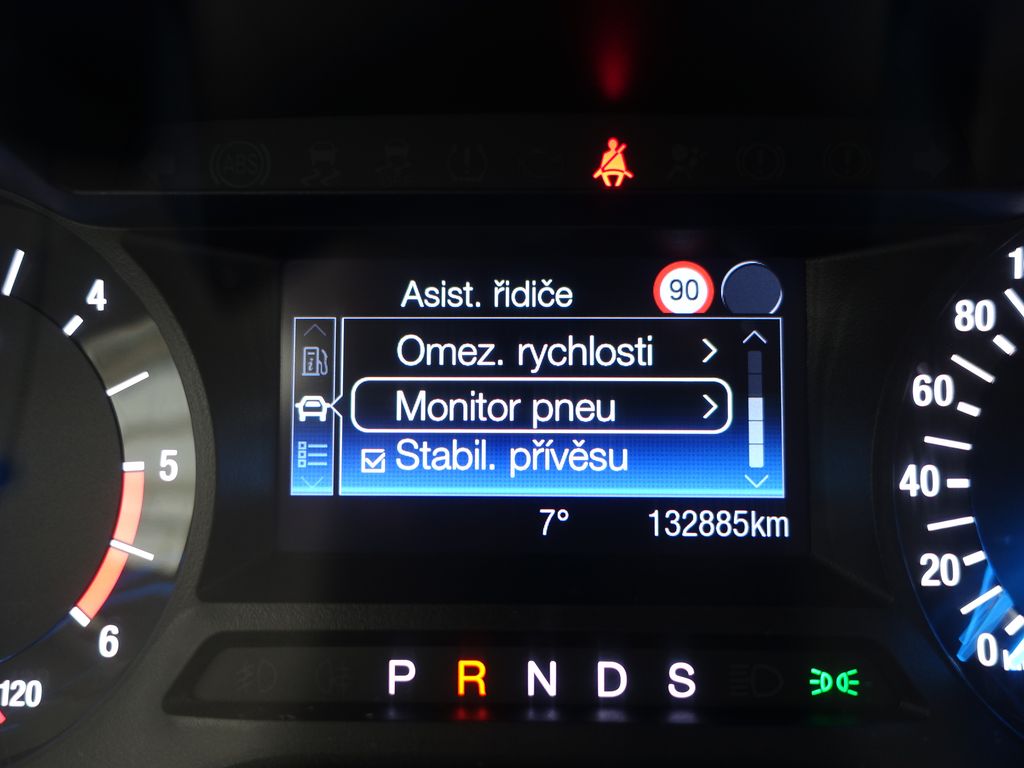 ABS
Asist. řidiče
90
Omez. rychlosti
Monitor pneu
Stabil. přívěsu
7° 132885km
P R N D S
4
5
6
120
80
60
40
20
0